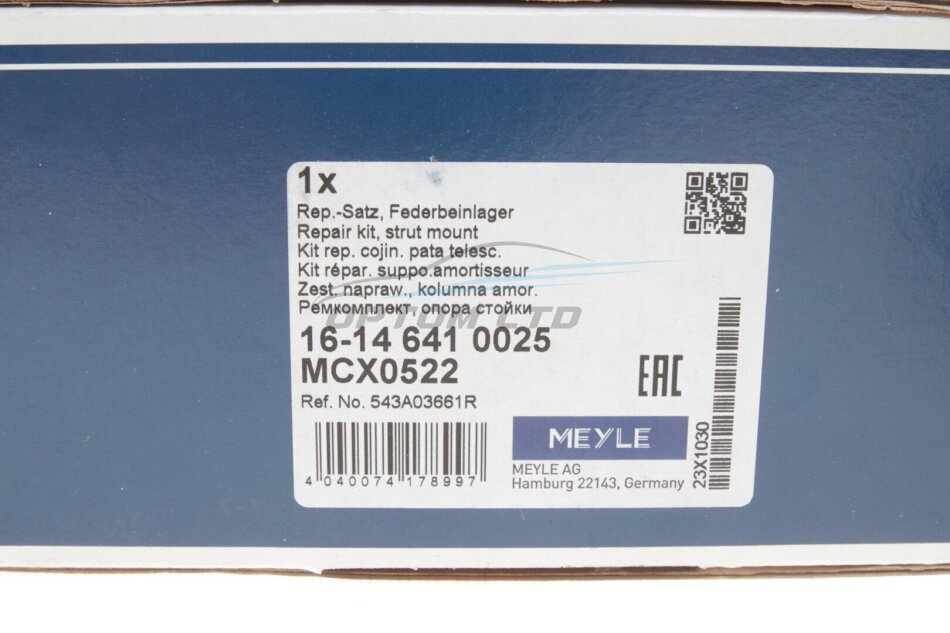 1x
Rep.-Satz, Federbeinlager
Repair kit, strut mount
Kit rep. cojin. pata telesc.
Kit répar. suppo.amortisseur
Zest. napraw., kolumna amor.
Ремкомплект, опора стойки
OPTOM LTD
16-14 641 0025
MCX0522
EAC
Ref. No. 543A03661R
MEYLE
MEYLE AG
Hamburg 22143, Germany
4 040074 178997
23X1030